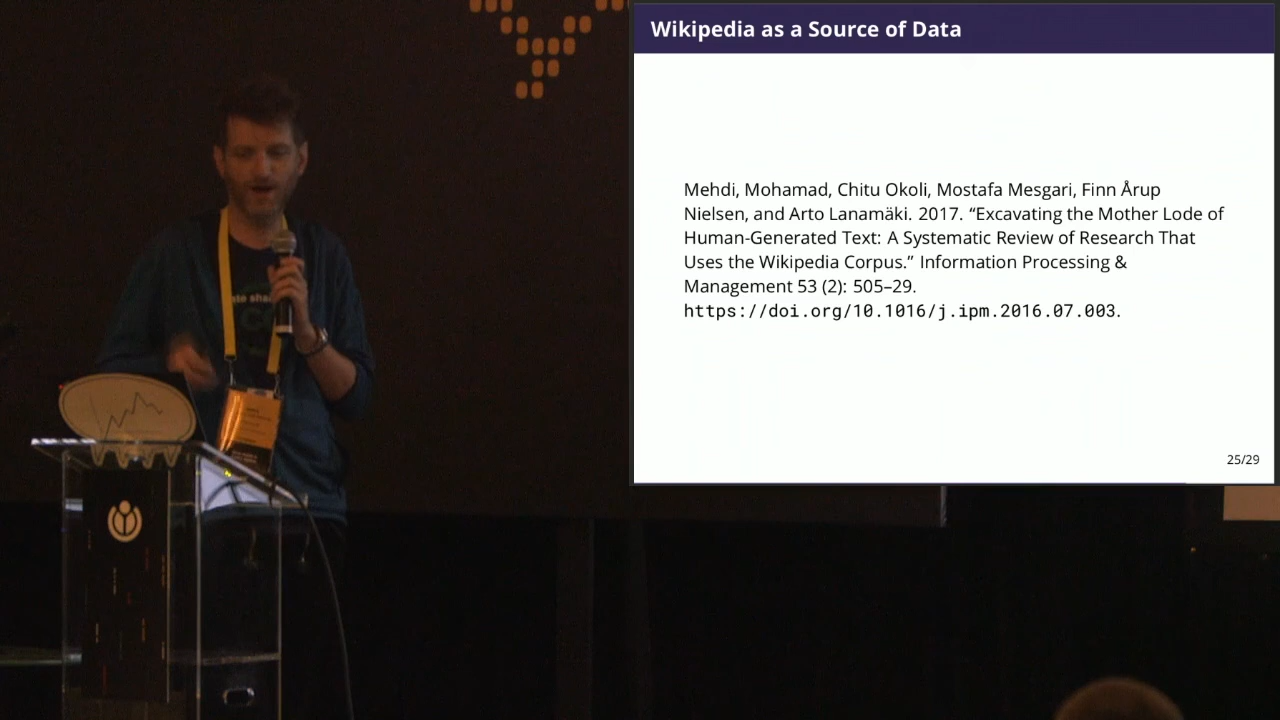 Wikipedia as a Source of Data
Mehdi, Mohamad, Chitu Okoli, Mostafa Mesgari, Finn Årup
Nielsen, and Arto Lanamäki. 2017. “Excavating the Mother Lode of
Human-Generated Text: A Systematic Review of Research That
Uses the Wikipedia Corpus.” Information Processing &
Management 53 (2): 505–29.
https://doi.org/10.1016/j.ipm.2016.07.003.
25/29